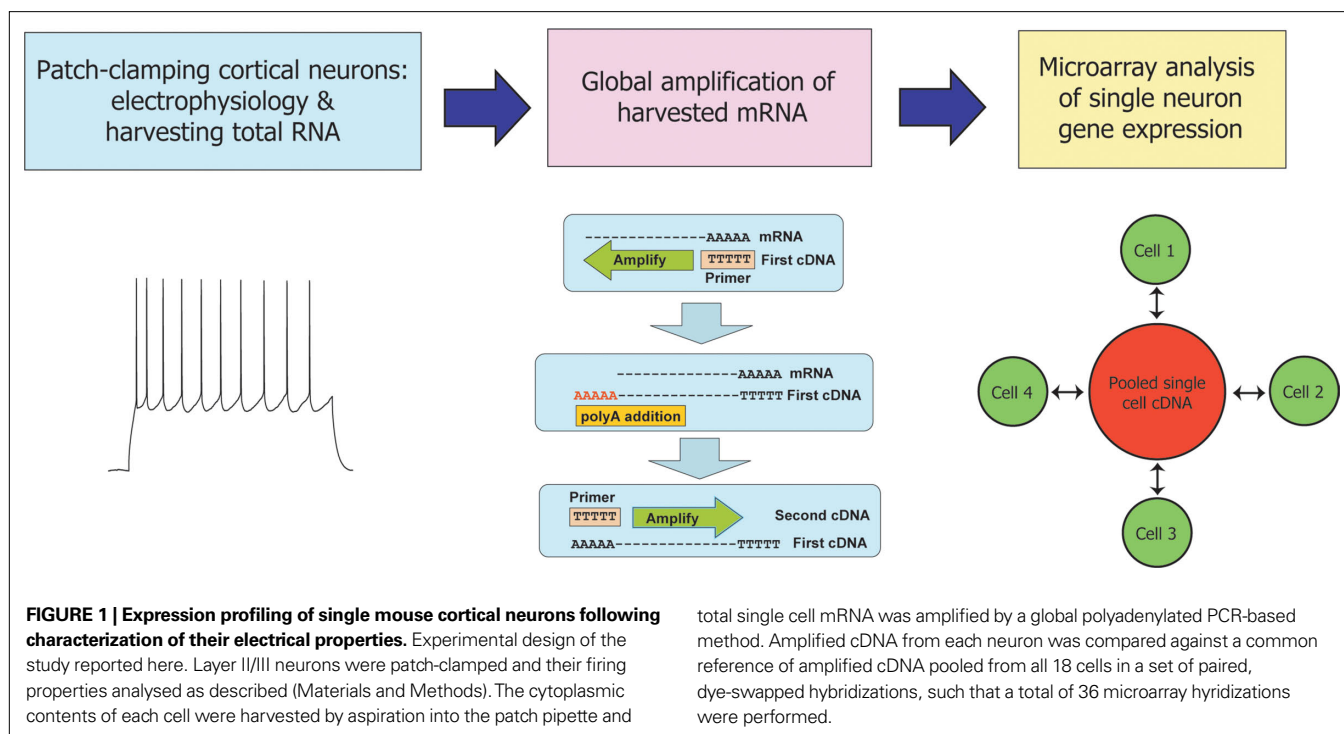 Patch-clamping cortical neurons:
electrophysiology &
harvesting total RNA
Global amplification of
harvested mRNA
Microarray analysis
of single neuron
gene expression
---------------AAAAA mRNA
Amplify TTTTT First cDNA
Primer
---------------AAAAA mRNA
AAAAA---------------TTTTT First cDNA
polyA addition
Primer
TTTTT Amplify Second cDNA
AAAAA---------------TTTTT First cDNA
Cell 1
Cell 4
Pooled single
cell cDNA
Cell 2
Cell 3
FIGURE 1 | Expression profiling of single mouse cortical neurons following
characterization of their electrical properties. Experimental design of the
study reported here. Layer II/III neurons were patch-clamped and their firing
properties analysed as described (Materials and Methods). The cytoplasmic
contents of each cell were harvested by aspiration into the patch pipette and
total single cell mRNA was amplified by a global polyadenylated PCR-based
method. Amplified cDNA from each neuron was compared against a common
reference of amplified cDNA pooled from all 18 cells in a set of paired,
dye-swapped hybridizations, such that a total of 36 microarray hyridizations
were performed.